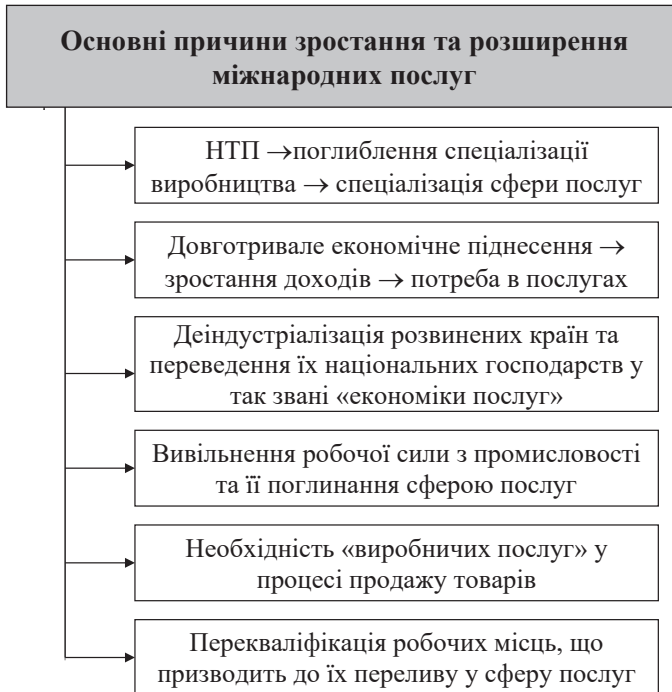 Основні причини зростання та розширення
міжнародних послуг
НТП →поглиблення спеціалізації
виробництва → спеціалізація сфери послуг
Довготривале економічне піднесення →
зростання доходів → потреба в послугах
Деіндустріалізація розвинених країн та
переведення їх національних господарств у
так звані «економіки послуг»
Вивільнення робочої сили з промисловості
та її поглинання сферою послуг
Необхідність «виробничих послуг» у
процесі продажу товарів
Перекваліфікація робочих місць, що
призводить до їх переливу у сферу послуг